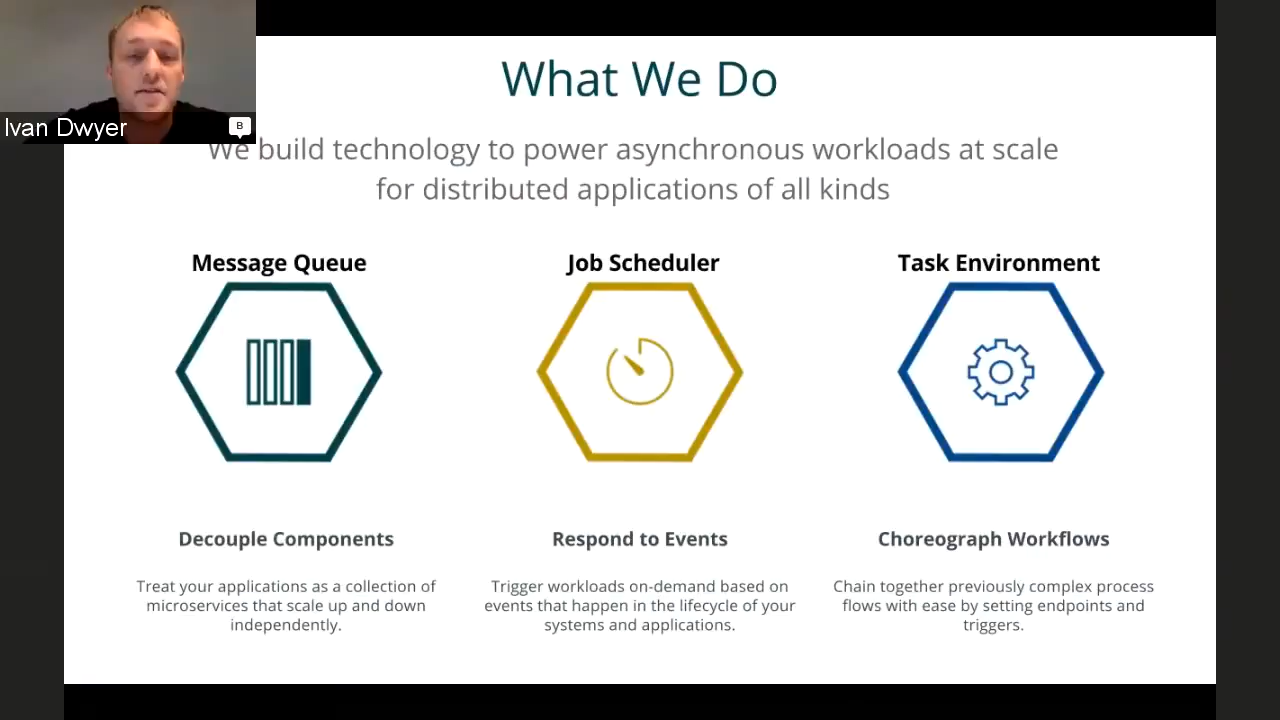 Ivan Dwyer
B
What We Do
We build technology to power asynchronous workloads at scale
for distributed applications of all kinds
Message Queue
Job Scheduler
Task Environment
Decouple Components
Treat your applications as a collection of
microservices that scale up and down
independently.
Respond to Events
Trigger workloads on-demand based on
events that happen in the lifecycle of your
systems and applications.
Choreograph Workflows
Chain together previously complex process
flows with ease by setting endpoints and
triggers.